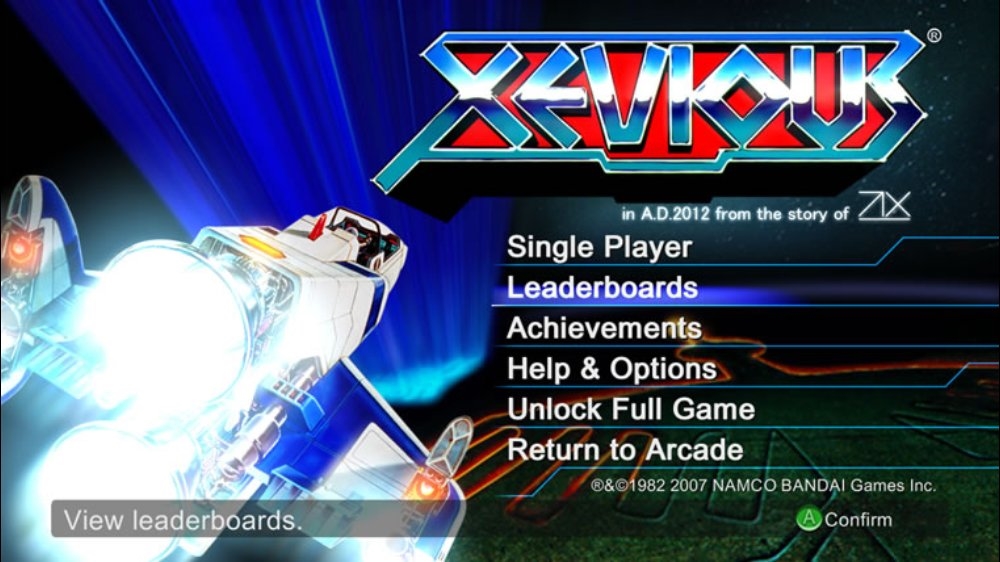 XEVIOUS®
in A.D.2012 from the story of ZIX
Single Player
Leaderboards
Achievements
Help & Options
Unlock Full Game
Return to Arcade
®&©1982 2007 NAMCO BANDAI Games Inc.
View leaderboards.
A Confirm